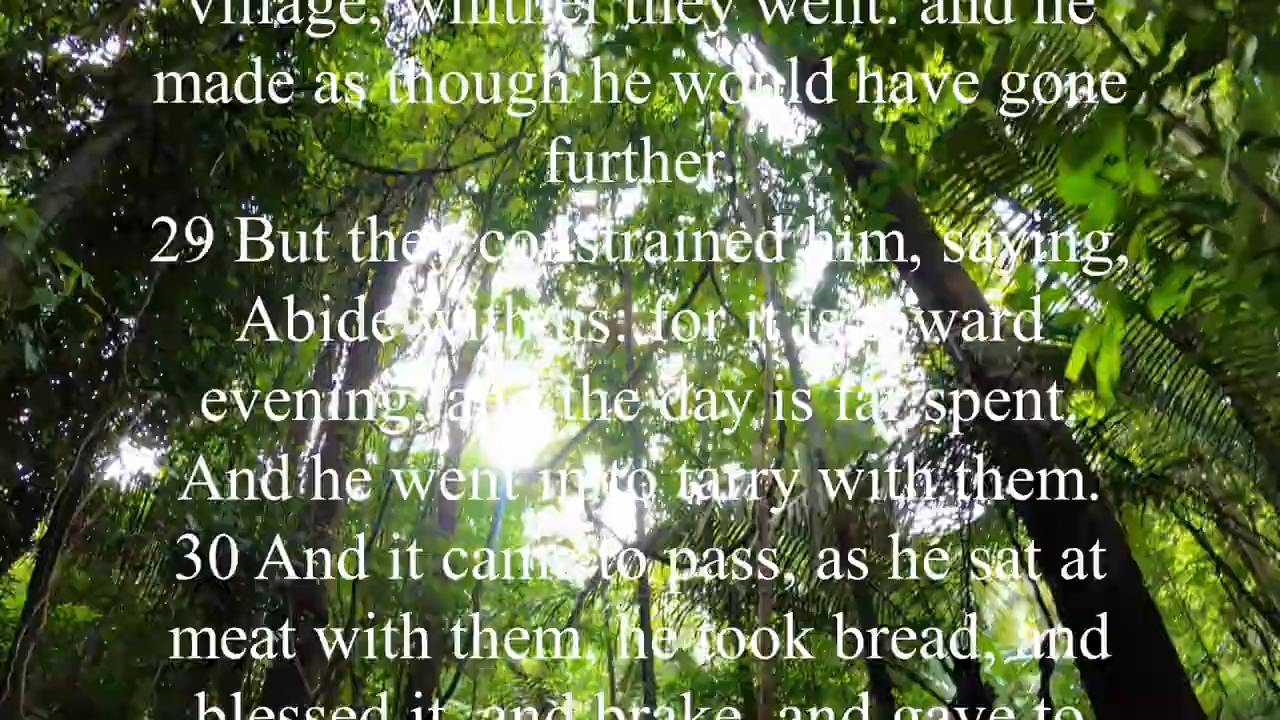 village, whither they went: and he
made as though he would have gone
further.
29 But they constrained him, saying,
Abide with us: for it is toward
evening, and the day is far spent.
And he went in to tarry with them.
30 And it came to pass, as he sat at
meat with them, he took bread, and
blessed it, and brake, and gave to